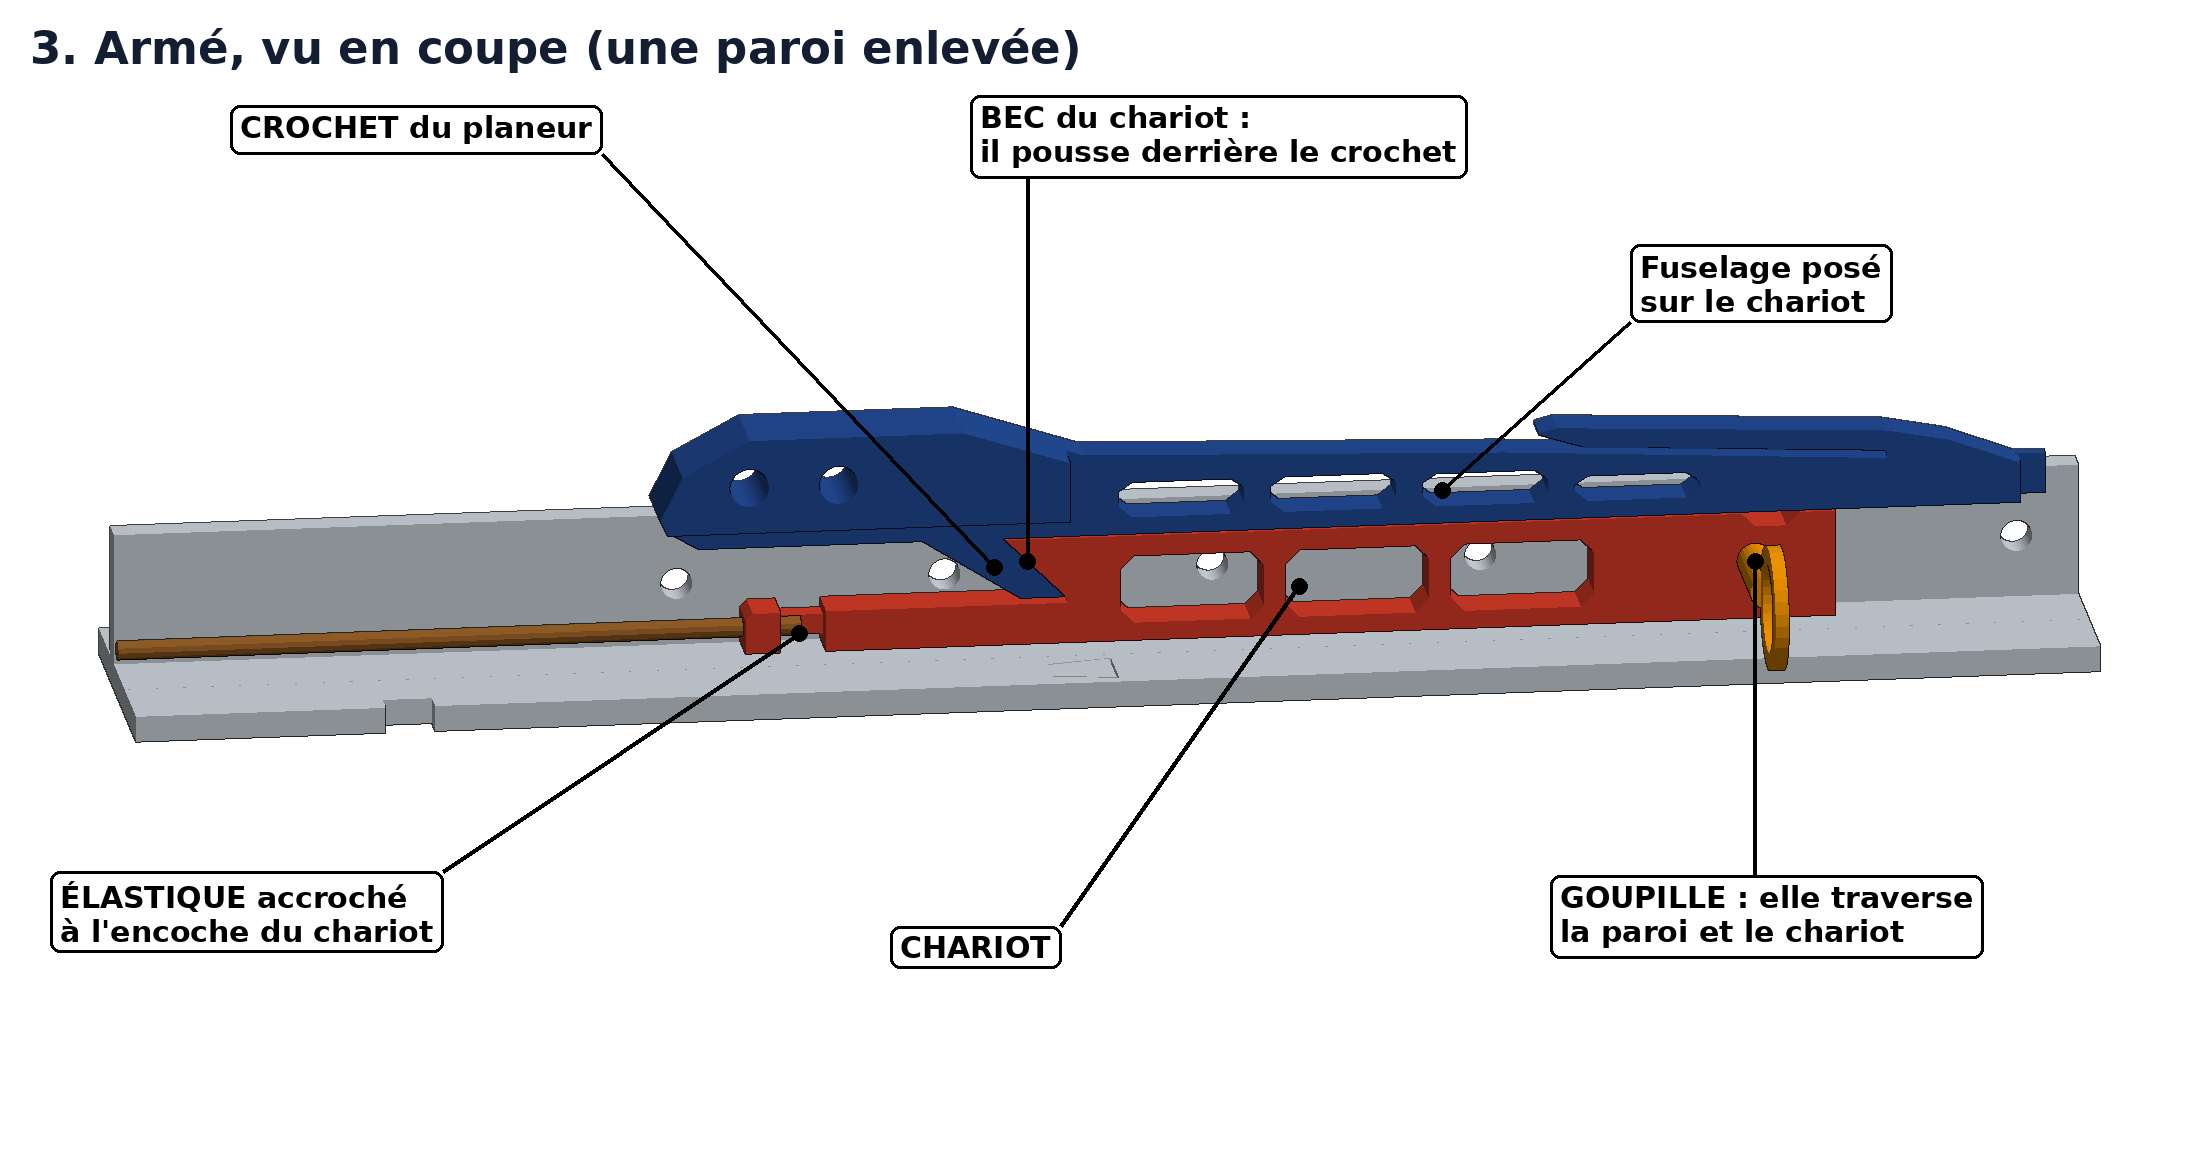 3. Armé, vu en coupe (une paroi enlevée)
CROCHET du planeur
BEC du chariot :
il pousse derrière le crochet
Fuselage posé
sur le chariot
ÉLASTIQUE accroché
à l'encoche du chariot
CHARIOT
GOUPILLE : elle traverse
la paroi et le chariot